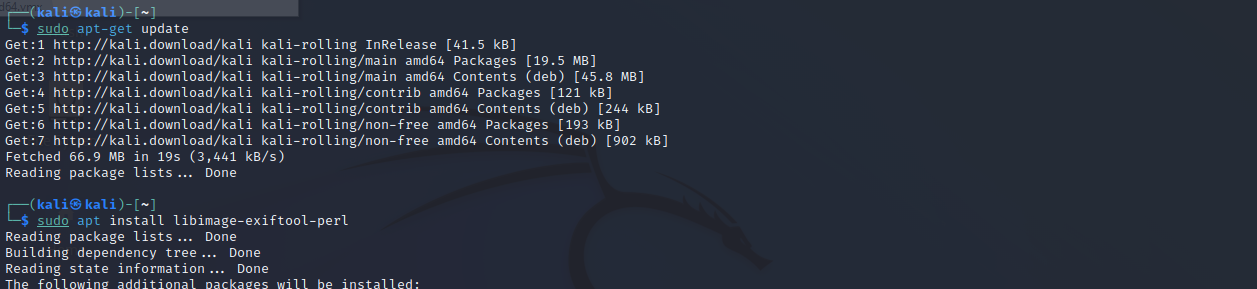 d64.vm
┌──(kali㉿kali)-[~]
└─$ sudo apt-get update
Get:1 http://kali.download/kali kali-rolling InRelease [41.5 kB]
Get:2 http://kali.download/kali kali-rolling/main amd64 Packages [19.5 MB]
Get:3 http://kali.download/kali kali-rolling/main amd64 Contents (deb) [45.8 MB]
Get:4 http://kali.download/kali kali-rolling/contrib amd64 Packages [121 kB]
Get:5 http://kali.download/kali kali-rolling/contrib amd64 Contents (deb) [244 kB]
Get:6 http://kali.download/kali kali-rolling/non-free amd64 Packages [193 kB]
Get:7 http://kali.download/kali kali-rolling/non-free amd64 Contents (deb) [902 kB]
Fetched 66.9 MB in 19s (3,441 kB/s)
Reading package lists... Done
┌──(kali㉿kali)-[~]
└─$ sudo apt install libimage-exiftool-perl
Reading package lists... Done
Building dependency tree... Done
Reading state information... Done
The following additional packages will be installed: